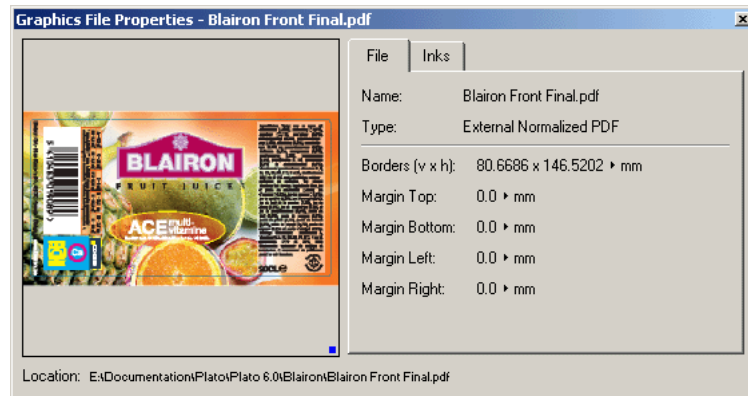 Graphics File Properties - Blairon Front Final.pdf
File
Inks
Name: Blairon Front Final.pdf
Type: External Normalized PDF
Borders (v x h): 80.6686 x 146.5202 mm
Margin Top: 0.0 mm
Margin Bottom: 0.0 mm
Margin Left: 0.0 mm
Margin Right: 0.0 mm
BLAIRON
FRUIT JUICE
ACE multi-
vitamine
50CL e
Location: E:\Documentation\Plato\Plato 6.0\Blairon\Blairon Front Final.pdf